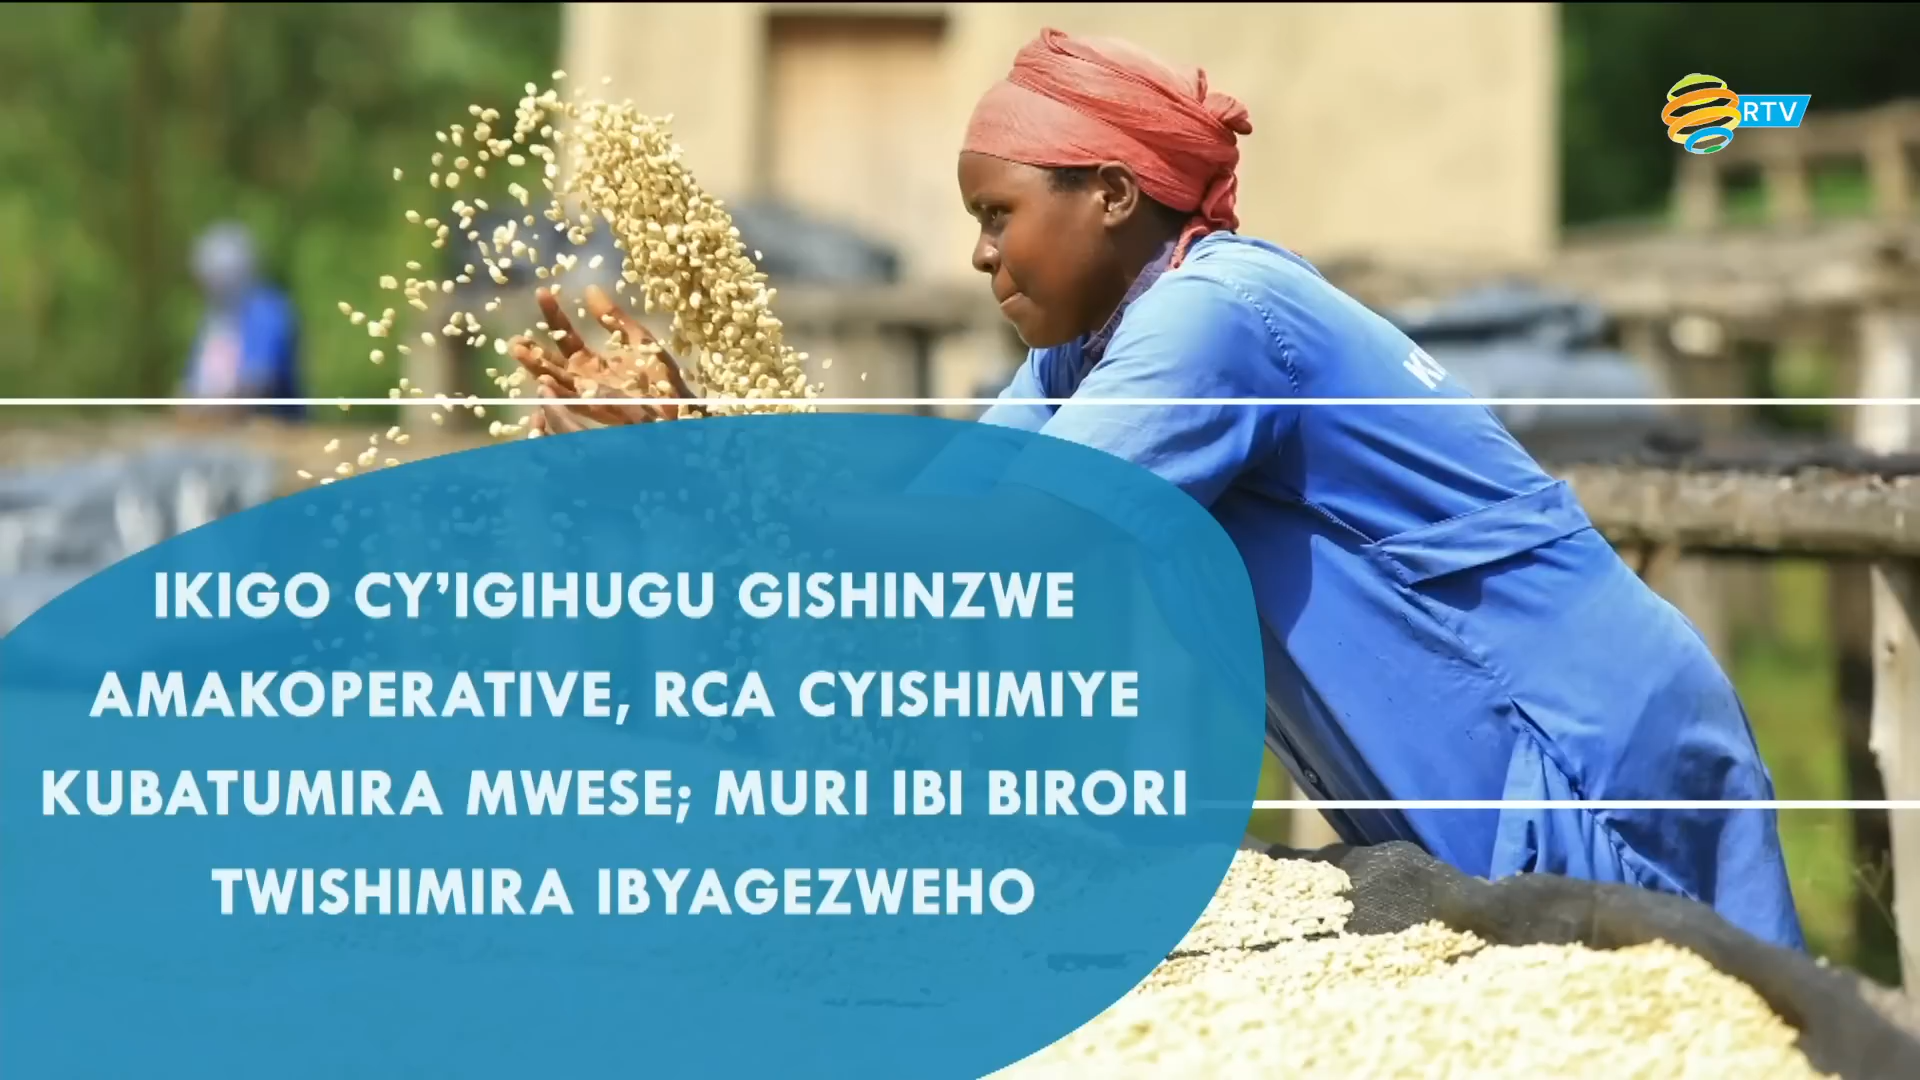 RTV
IKIGO CY'IGIHUGU GISHINZWE
AMAKOPERATIVE, RCA CYISHIMIYE
KUBATUMIRA MWESE; MURI IBI BIRORI
TWISHIMIRA IBYAGEZWEHO